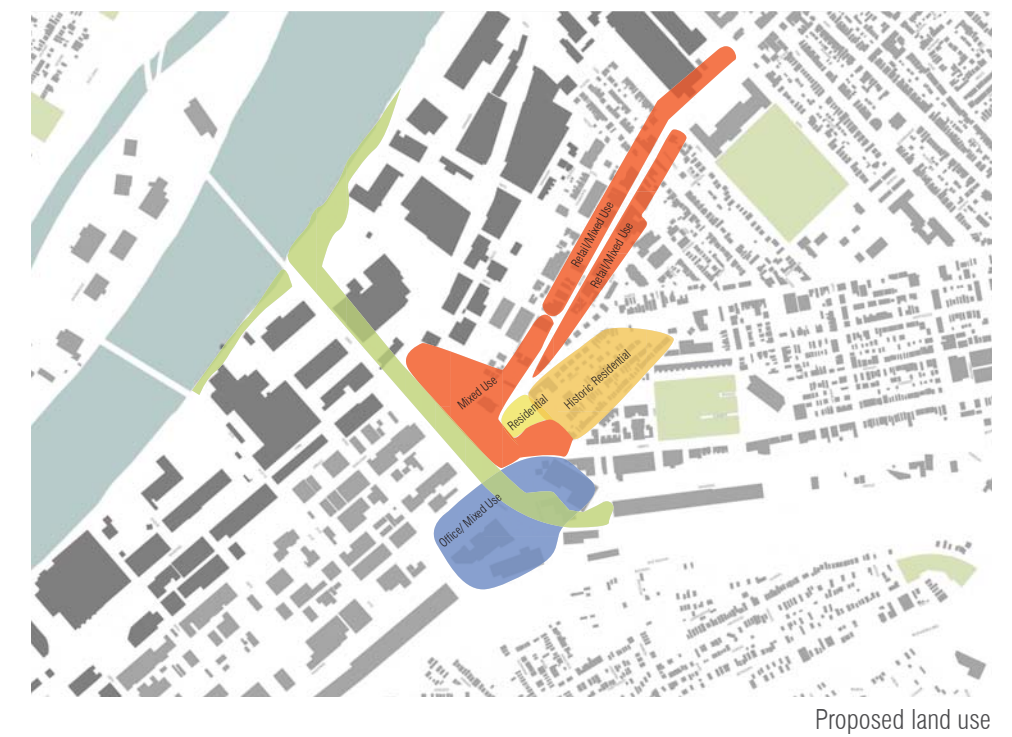 Retail/Mixed Use
Retail/Mixed Use
Mixed Use
Residential
Historic Residential
Office/ Mixed Use
Proposed land use